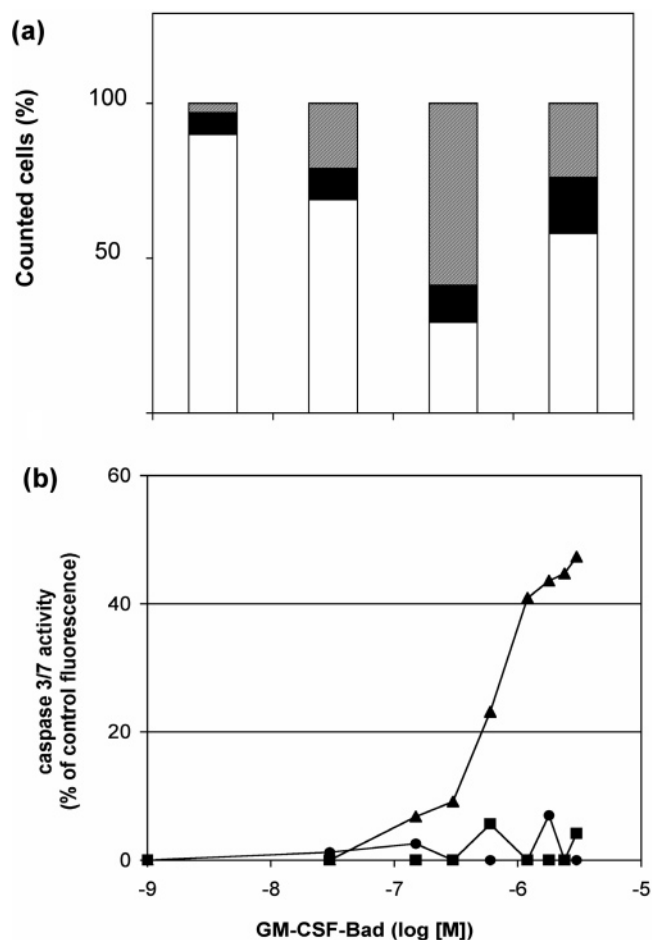 (a)
Counted cells (%)
100
50
(b)
caspase 3/7 activity
(% of control fluorescence)
60
40
20
0
-9 -8 -7 -6 -5
GM-CSF-Bad (log [M])